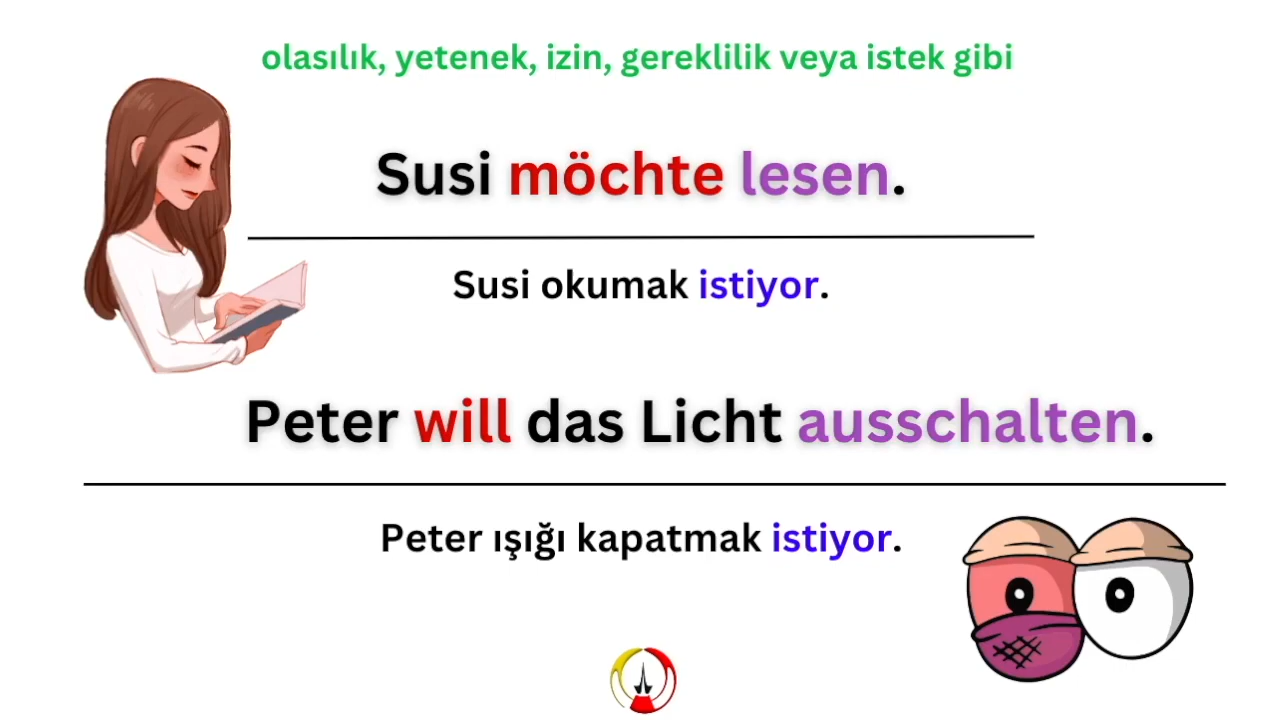 olasılık, yetenek, izin, gereklilik veya istek gibi
Susi möchte lesen.
Susi okumak istiyor.
Peter will das Licht ausschalten.
Peter ışığı kapatmak istiyor.